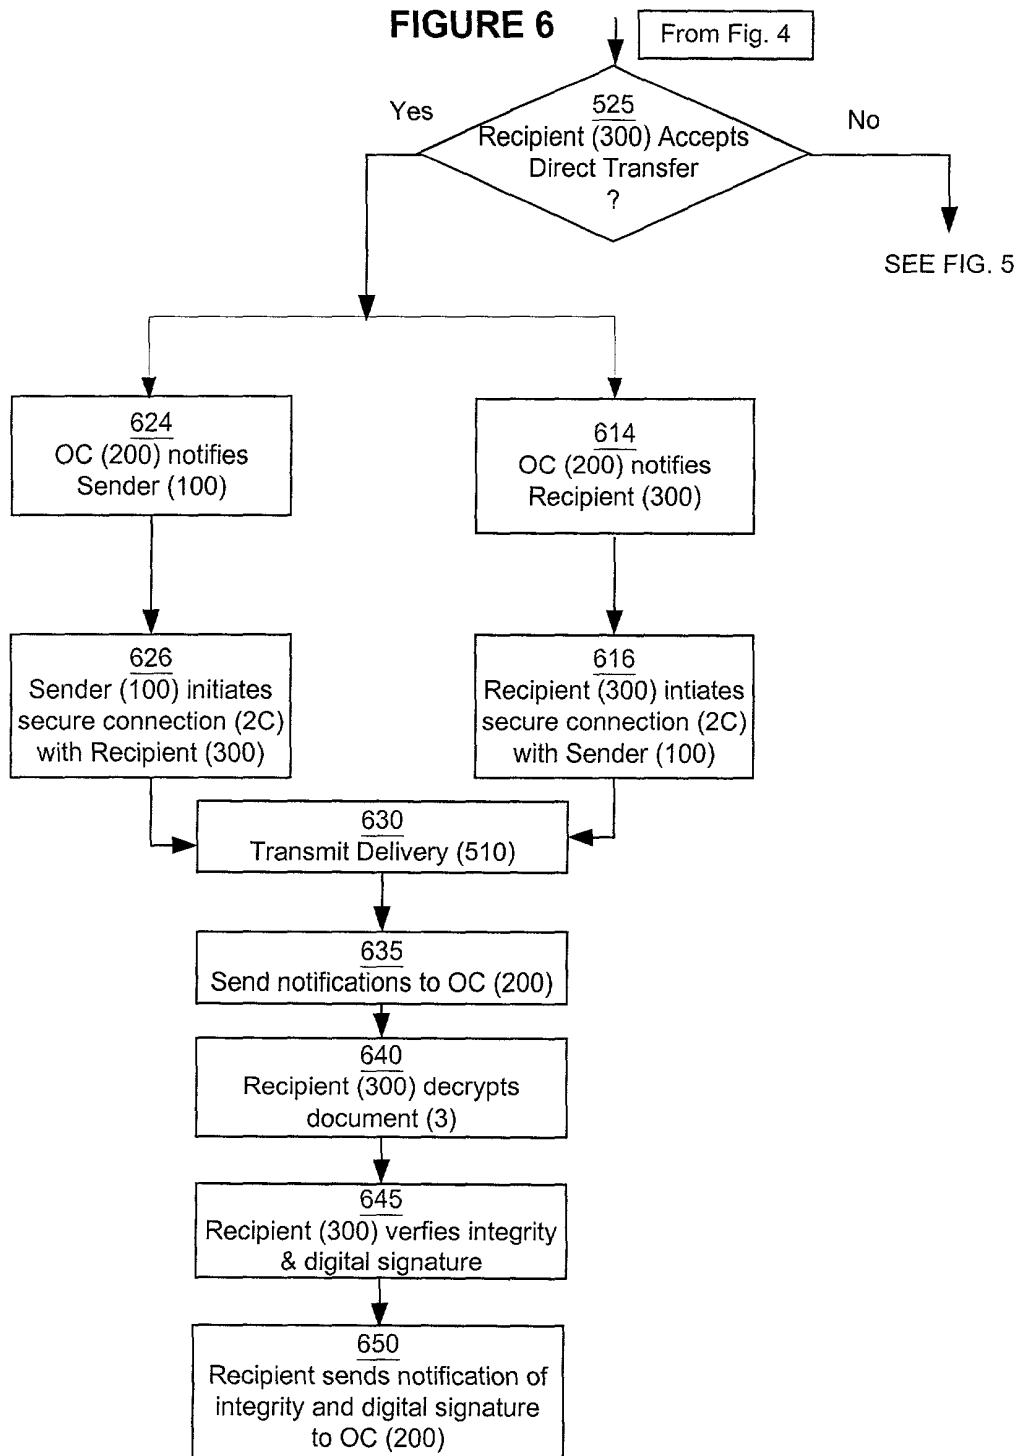 FIGURE 6
From Fig. 4
Yes
525
Recipient (300) Accepts
Direct Transfer
?
No
SEE FIG. 5
624
OC (200) notifies
Sender (100)
614
OC (200) notifies
Recipient (300)
626
Sender (100) initiates
secure connection (2C)
with Recipient (300)
616
Recipient (300) intiates
secure connection (2C)
with Sender (100)
630
Transmit Delivery (510)
635
Send notifications to OC (200)
640
Recipient (300) decrypts
document (3)
645
Recipient (300) verfies integrity
& digital signature
650
Recipient sends notification of
integrity and digital signature
to OC (200)